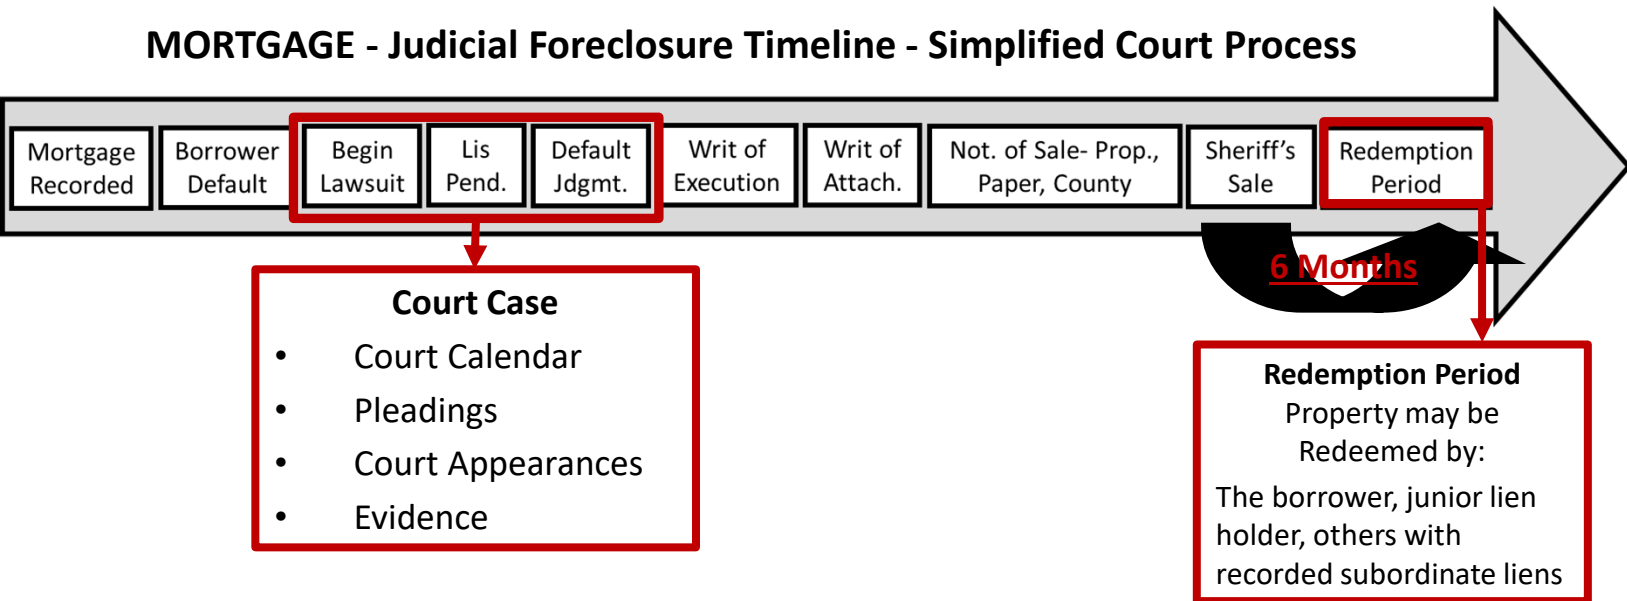 MORTGAGE - Judicial Foreclosure Timeline - Simplified Court Process
Mortgage
Recorded
Borrower
Default
Begin
Lawsuit
Lis
Pend.
Default
Jdgmt.
Writ of
Execution
Writ of
Attach.
Not. of Sale- Prop.,
Paper, County
Sheriff’s
Sale
Redemption
Period
6 Months
Court Case
• Court Calendar
• Pleadings
• Court Appearances
• Evidence
Redemption Period
Property may be
Redeemed by:
The borrower, junior lien
holder, others with
recorded subordinate liens